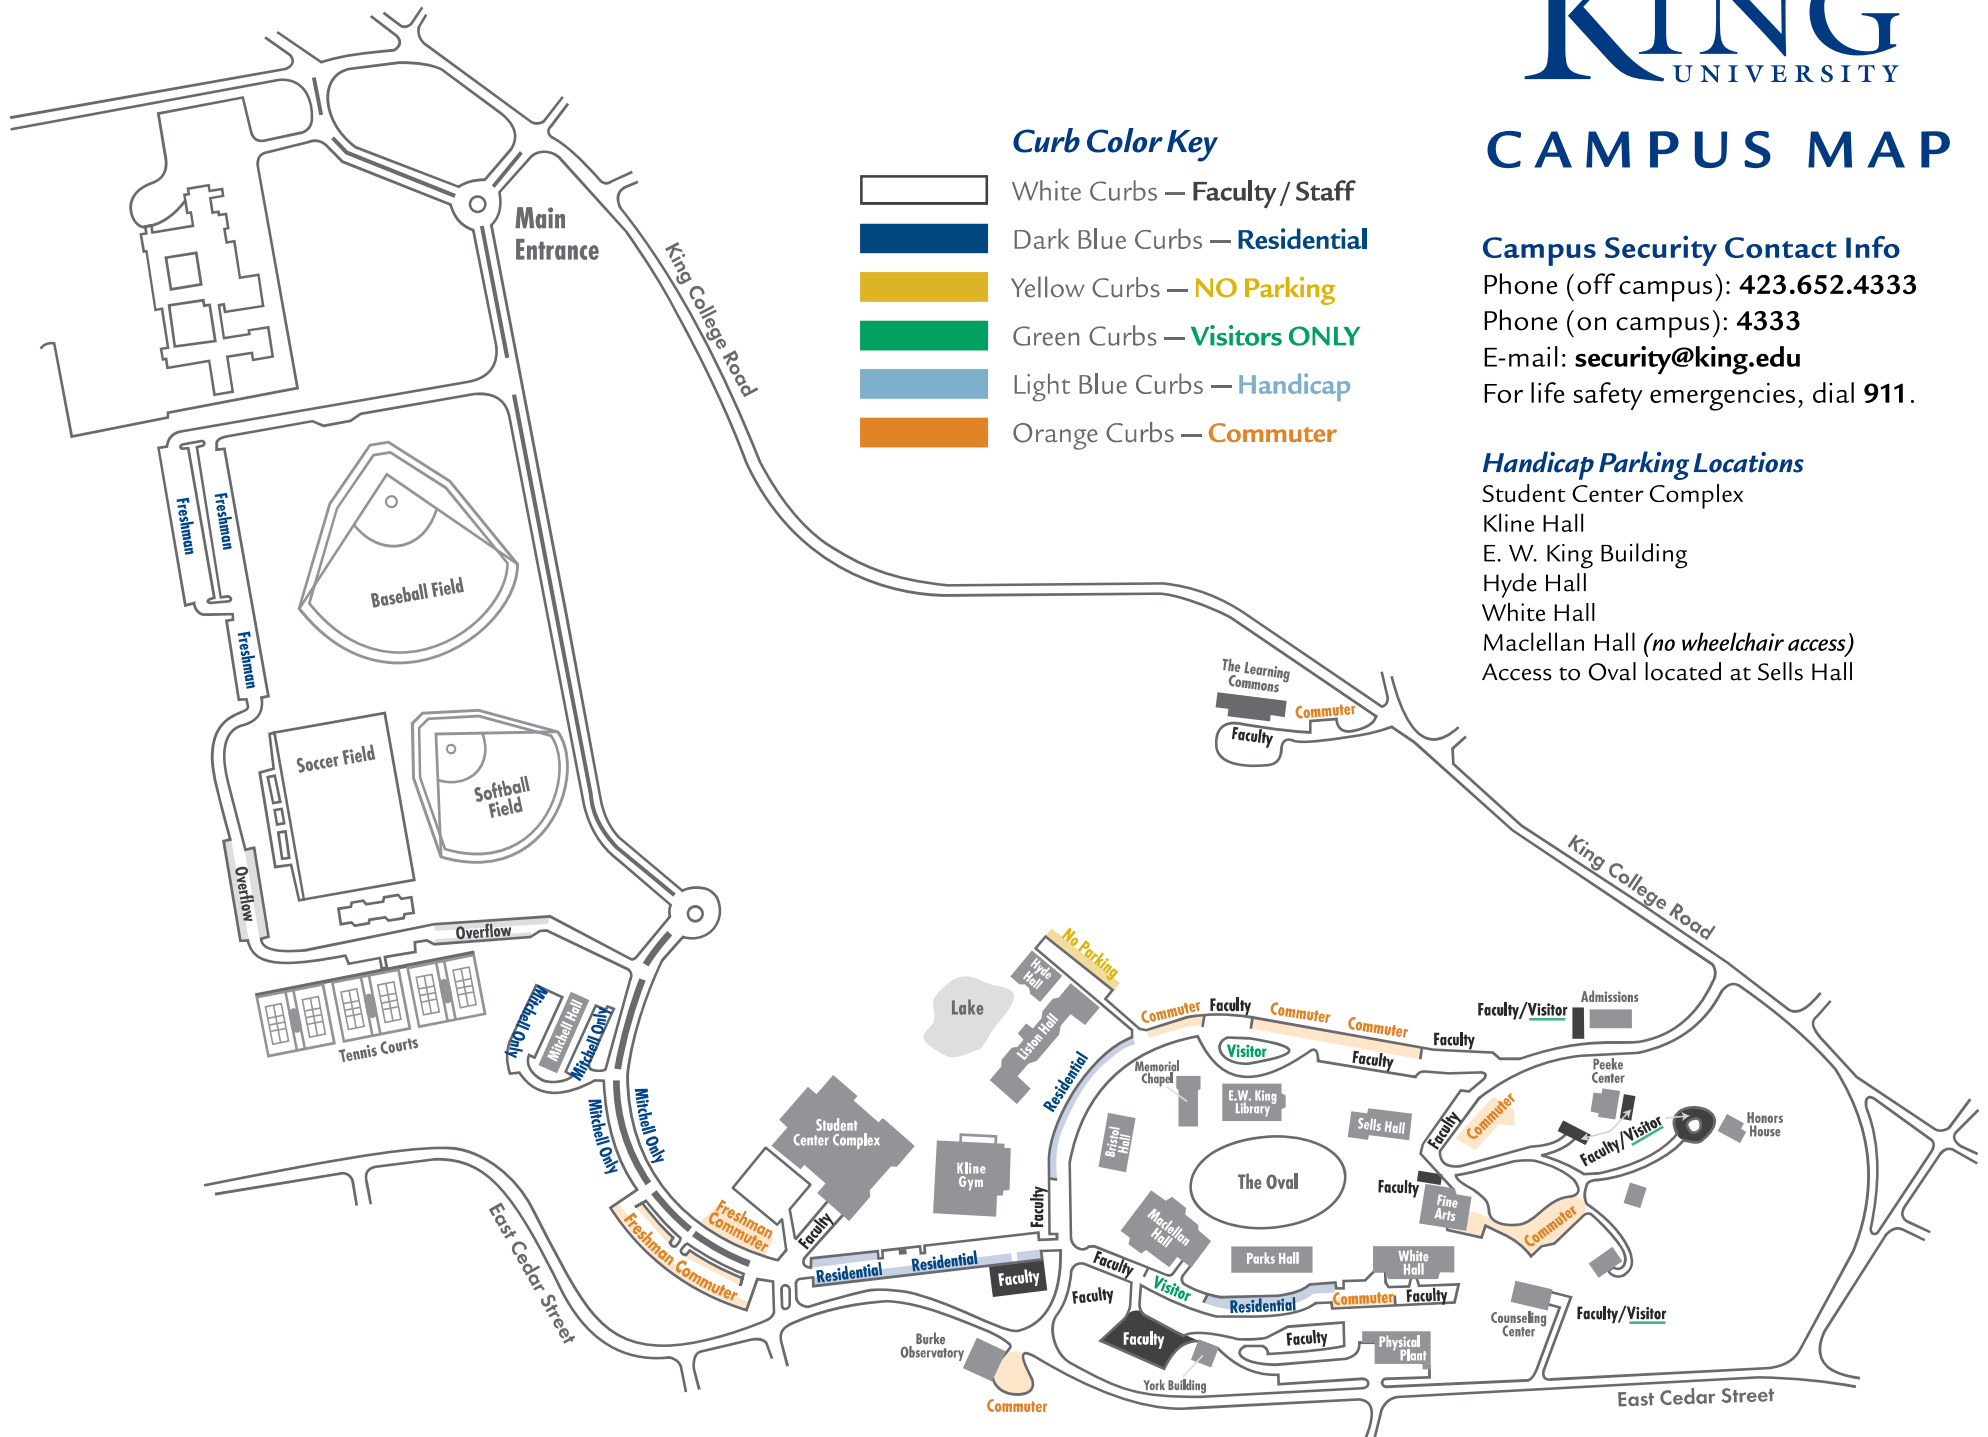 KING
UNIVERSITY
CAMPUS MAP
Curb Color Key
White Curbs — Faculty / Staff
Dark Blue Curbs — Residential
Yellow Curbs — NO Parking
Green Curbs — Visitors ONLY
Light Blue Curbs — Handicap
Orange Curbs — Commuter
Campus Security Contact Info
Phone (off campus): 423.652.4333
Phone (on campus): 4333
E-mail: security@king.edu
For life safety emergencies, dial 911.
Handicap Parking Locations
Student Center Complex
Kline Hall
E. W. King Building
Hyde Hall
White Hall
Maclellan Hall (no wheelchair access)
Access to Oval located at Sells Hall
Main
Entrance
King College Road
Freshman
Freshman
Freshman
Baseball Field
Soccer Field
Softball
Field
Overflow
Overflow
Tennis Courts
Mitchell Only
Mitchell Hall
Mitchell Only
Mitchell Only
Mitchell Only
The Learning
Commons
Commuter
Faculty
King College Road
No Parking
Hyde
Hall
Lake
Liston Hall
Residential
Commuter
Faculty
Commuter
Commuter
Faculty
Faculty
Visitor
Memorial
Chapel
E.W. King
Library
Sells Hall
Bristol
Hall
The Oval
Faculty/Visitor
Admissions
Peeke
Center
Commuter
Faculty
Faculty/Visitor
Honors
House
Faculty
Fine
Arts
Commuter
Student
Center Complex
Kline
Gym
Faculty
Freshman
Commuter
Freshman Commuter
Faculty
Residential
Residential
Faculty
Maclellan
Hall
Parks Hall
White
Hall
Faculty
Visitor
Residential
Commuter
Faculty
Faculty
Faculty
Faculty
Physical
Plant
York Building
Counseling
Center
Faculty/Visitor
Burke
Observatory
Commuter
East Cedar Street
East Cedar Street